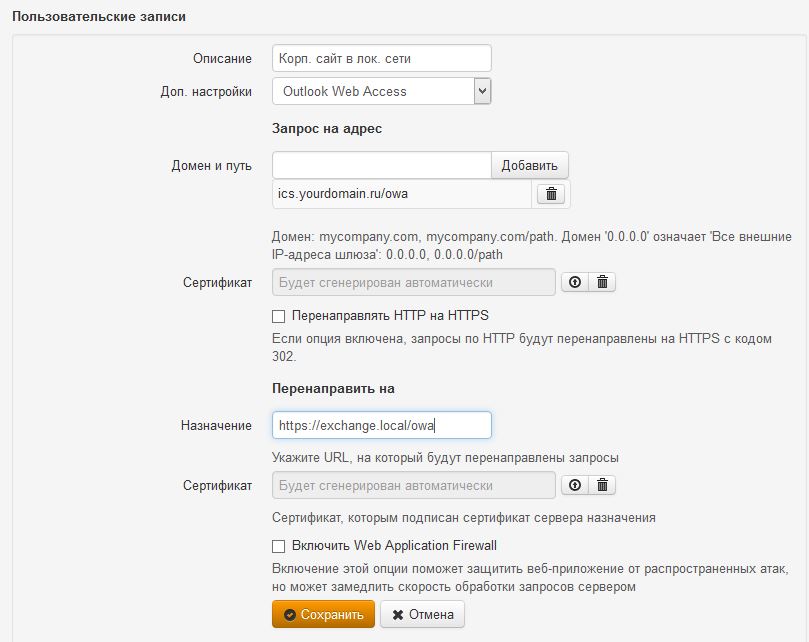 Пользовательские записи
Описание Корп. сайт в лок. сети
Доп. настройки Outlook Web Access
Запрос на адрес
Домен и путь Добавить
ics.yourdomain.ru/owa
Домен: mycompany.com, mycompany.com/path. Домен '0.0.0.0' означает 'Все внешние
IP-адреса шлюза': 0.0.0.0, 0.0.0.0/path
Сертификат Будет сгенерирован автоматически
Перенаправлять HTTP на HTTPS
Если опция включена, запросы по HTTP будут перенаправлены на HTTPS с кодом
302.
Перенаправить на
Назначение https://exchange.local/owa
Укажите URL, на который будут перенаправлены запросы
Сертификат Будет сгенерирован автоматически
Сертификат, которым подписан сертификат сервера назначения
Включить Web Application Firewall
Включение этой опции поможет защитить веб-приложение от распространенных атак,
но может замедлить скорость обработки запросов сервером
Сохранить Отмена